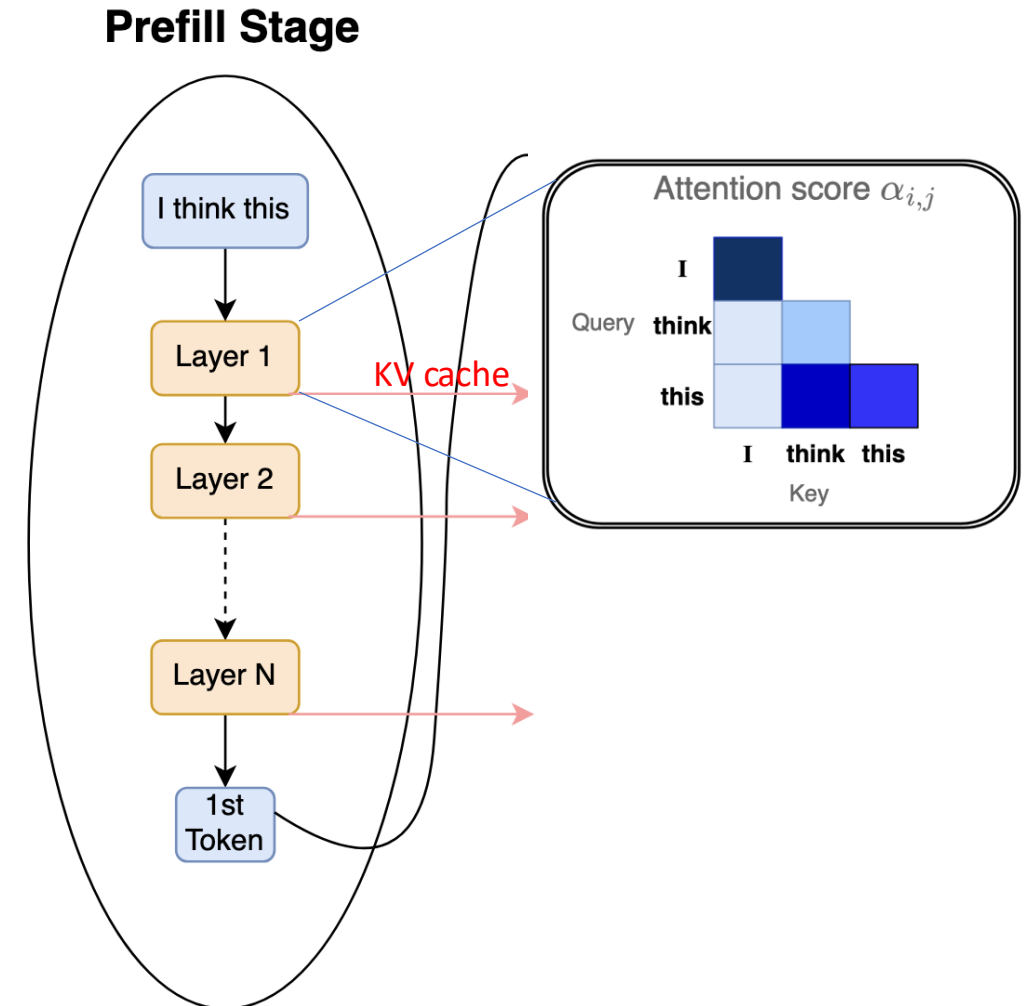 Prefill Stage
I think this
Layer 1
KV cache
Layer 2
Layer N
1st
Token
Attention score α_{i,j}
I
Query think
this
I think this
Key